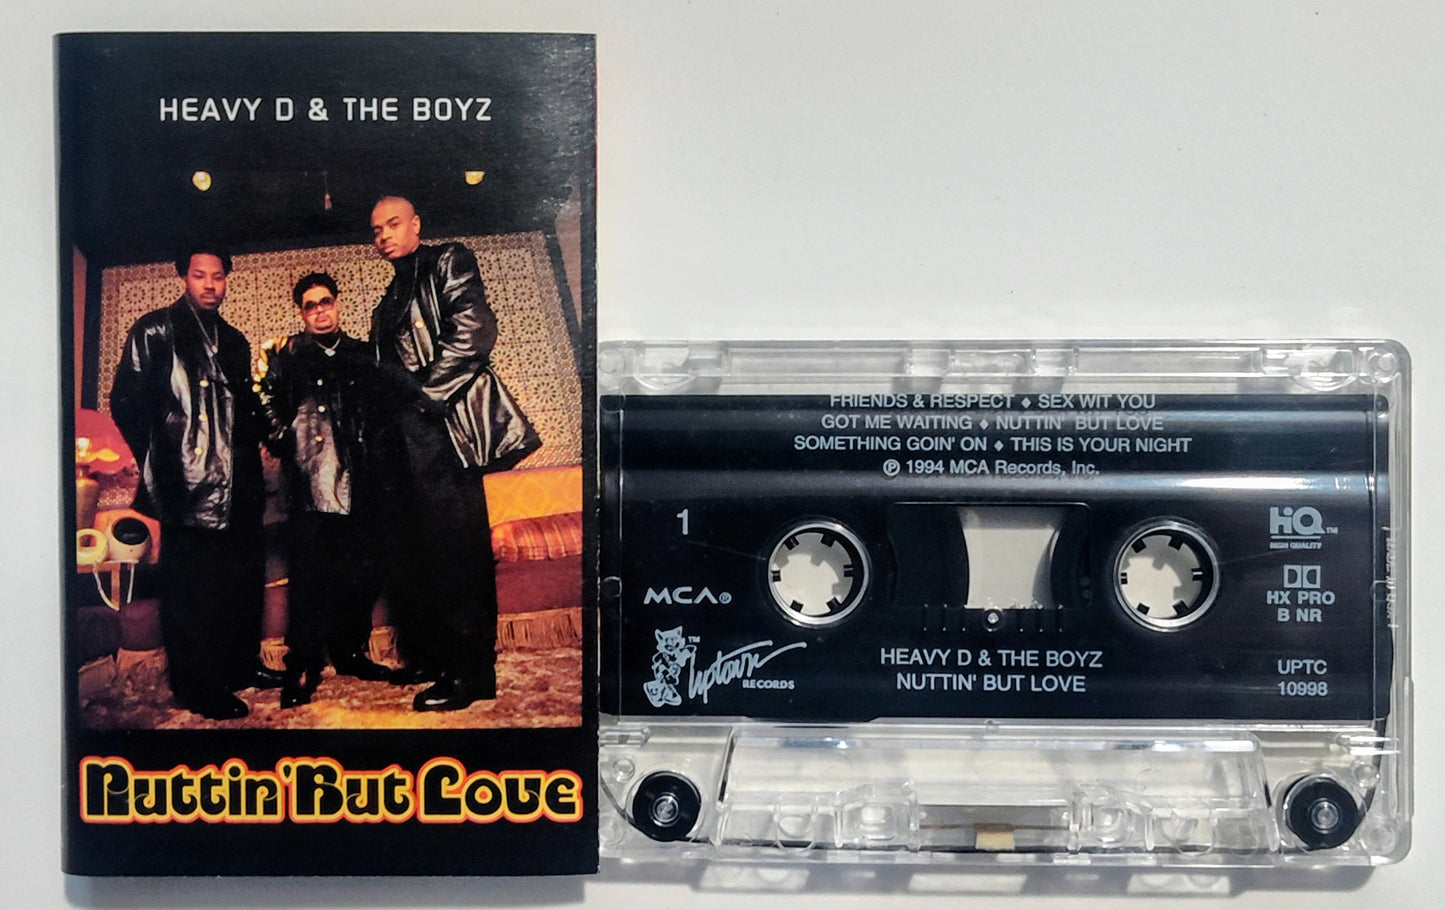 HEAVY D & THE BOYZ
Nuttin' But Love
FRIENDS & RESPECT ♦ SEX WIT YOU
GOT ME WAITING ♦ NUTTIN' BUT LOVE
SOMETHING GOIN' ON ♦ THIS IS YOUR NIGHT
℗ 1994 MCA Records, Inc.
1
MCA®
™
Uptown
RECORDS
HEAVY D & THE BOYZ
NUTTIN' BUT LOVE
HiQ™
HIGH QUALITY
HX PRO
B NR
UPTC
10998